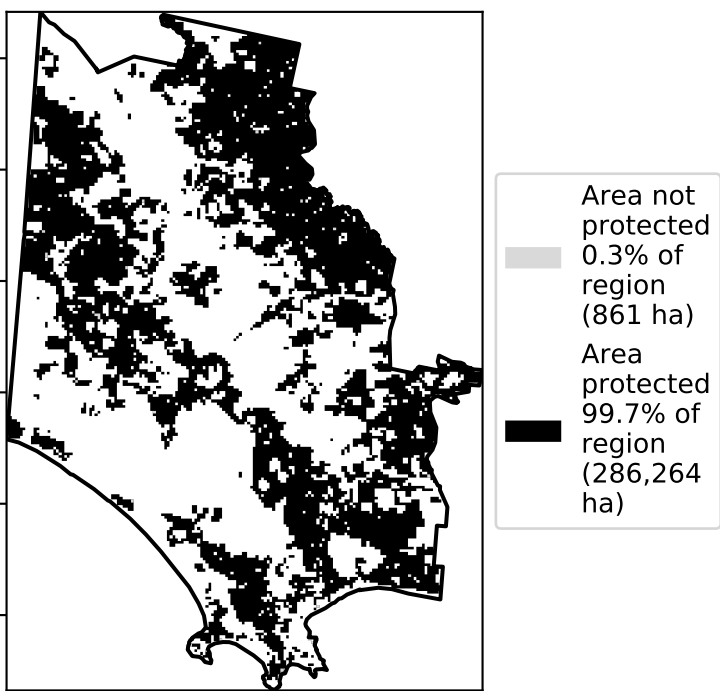 Area not
protected
0.3% of
region
(861 ha)
Area
protected
99.7% of
region
(286,264
ha)